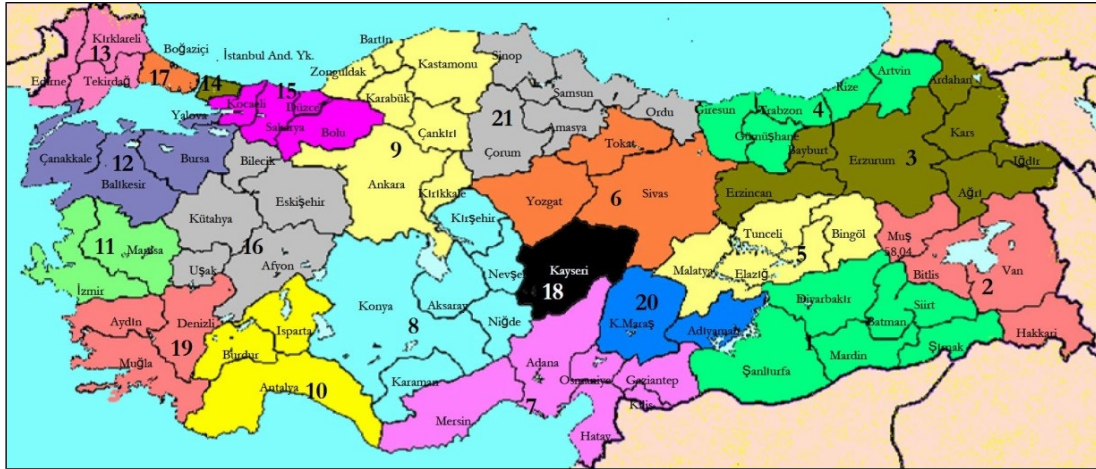 Kırklareli
13
Edirne
Tekirdağ
Boğaziçi
17
İstanbul And. Yk.
14
15
Yalova
Kocaeli
Sakarya
Düzce
Bolu
Bartın
Zonguldak
Kastamonu
Karabük
Çankırı
9
Ankara
Kırıkkale
Sinop
Samsun
21
Amasya
Ordu
Çorum
Tokat
Yozgat
6
Sivas
Giresun
Trabzon
4
Rize
Artvin
Gümüşhane
Ardahan
Kars
Bayburt
Erzurum
3
Iğdır
Erzincan
Ağrı
Çanakkale
12
Bursa
Balıkesir
Bilecik
Eskişehir
Kütahya
16
Uşak
Afyon
11
Manisa
İzmir
Aydın
Denizli
19
Muğla
Isparta
Burdur
Antalya
10
Kırşehir
Nevşe
Konya
Aksaray
8
Niğde
Karaman
Kayseri
18
Tunceli
Bingöl
5
Malatya
Elazığ
Muş
58,04
Bitlis
Van
2
Hakkari
20
K.Maraş
Adıyaman
Diyarbakır
Siirt
Batman
1
Mardin
Şırnak
Şanlıurfa
Adana
Osmaniye
Gaziantep
7
Kilis
Mersin
Hatay